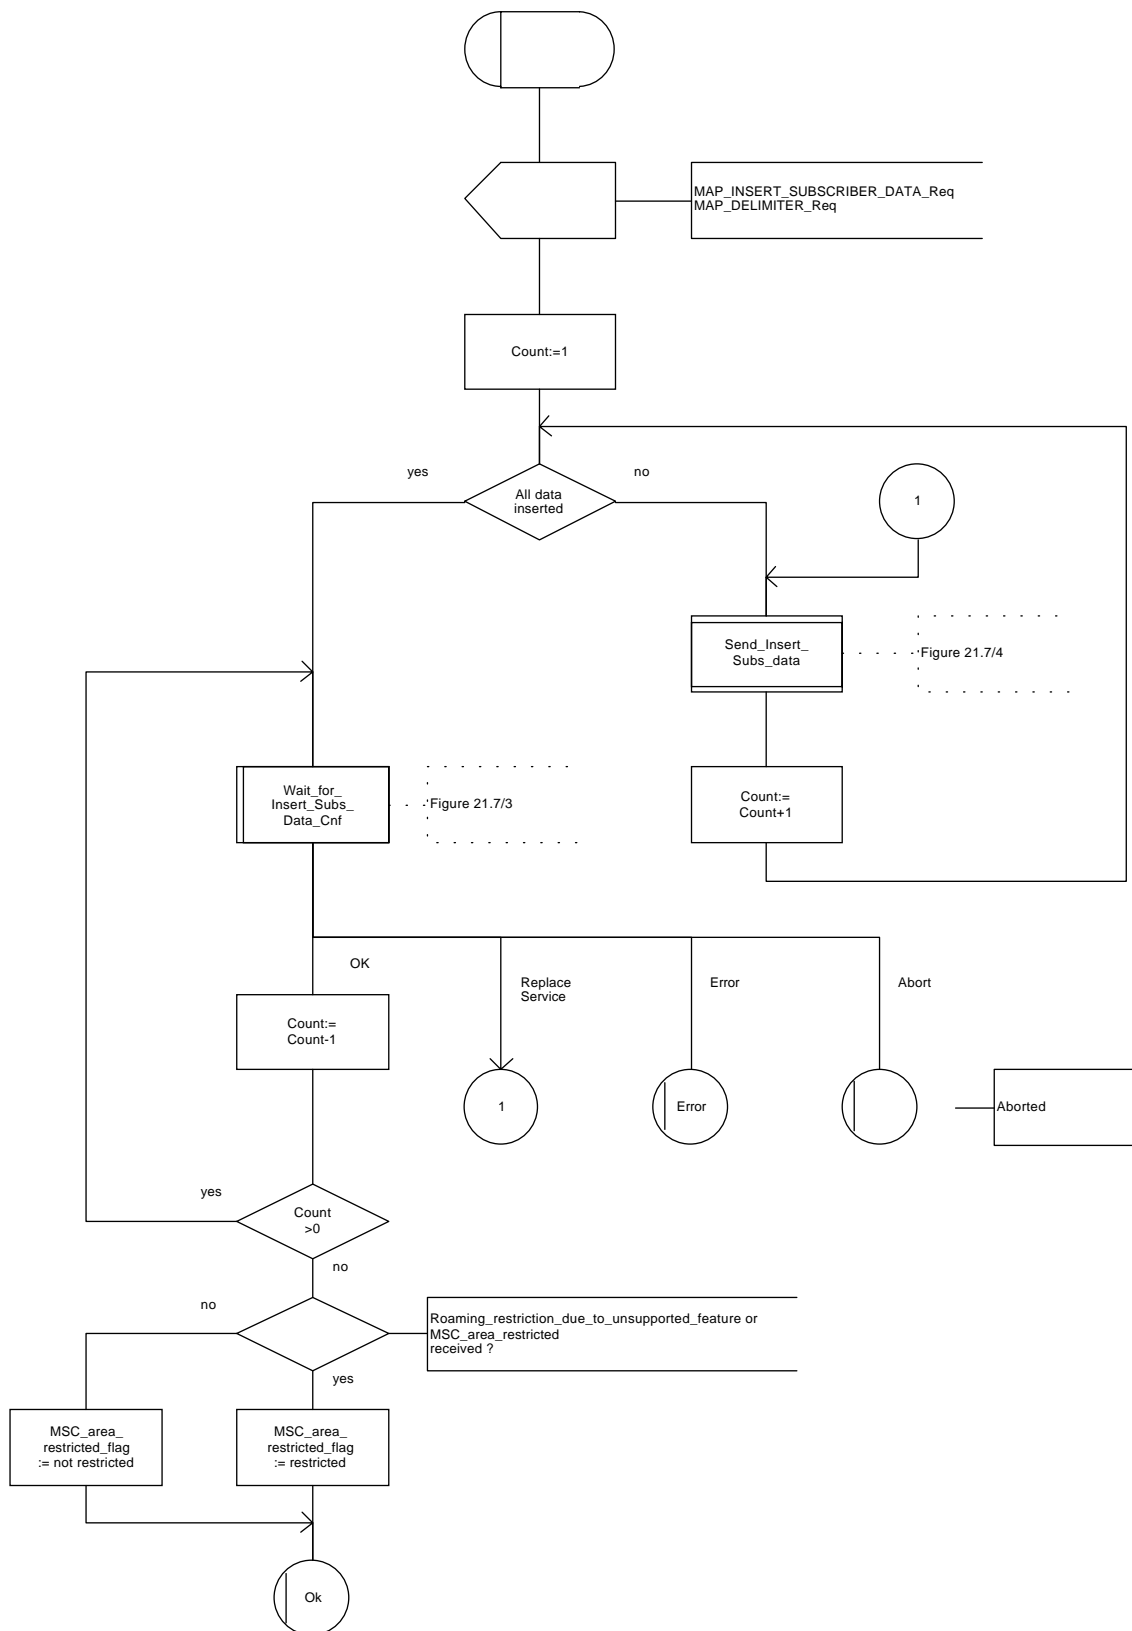 MAP_INSERT_SUBSCRIBER_DATA_Req
MAP_DELIMITER_Req
Count:=1
yes
no
All data
inserted
1
Send_Insert_
Subs_data
Figure 21.7/4
Wait_for_
Insert_Subs_
Data_Cnf
Figure 21.7/3
Count:=
Count+1
OK
Replace
Service
Error
Abort
Count:=
Count-1
1
Error
Aborted
yes
Count
>0
no
no
Roaming_restriction_due_to_unsupported_feature or
MSC_area_restricted
received ?
yes
MSC_area_
restricted_flag
:= not restricted
MSC_area_
restricted_flag
:= restricted
Ok